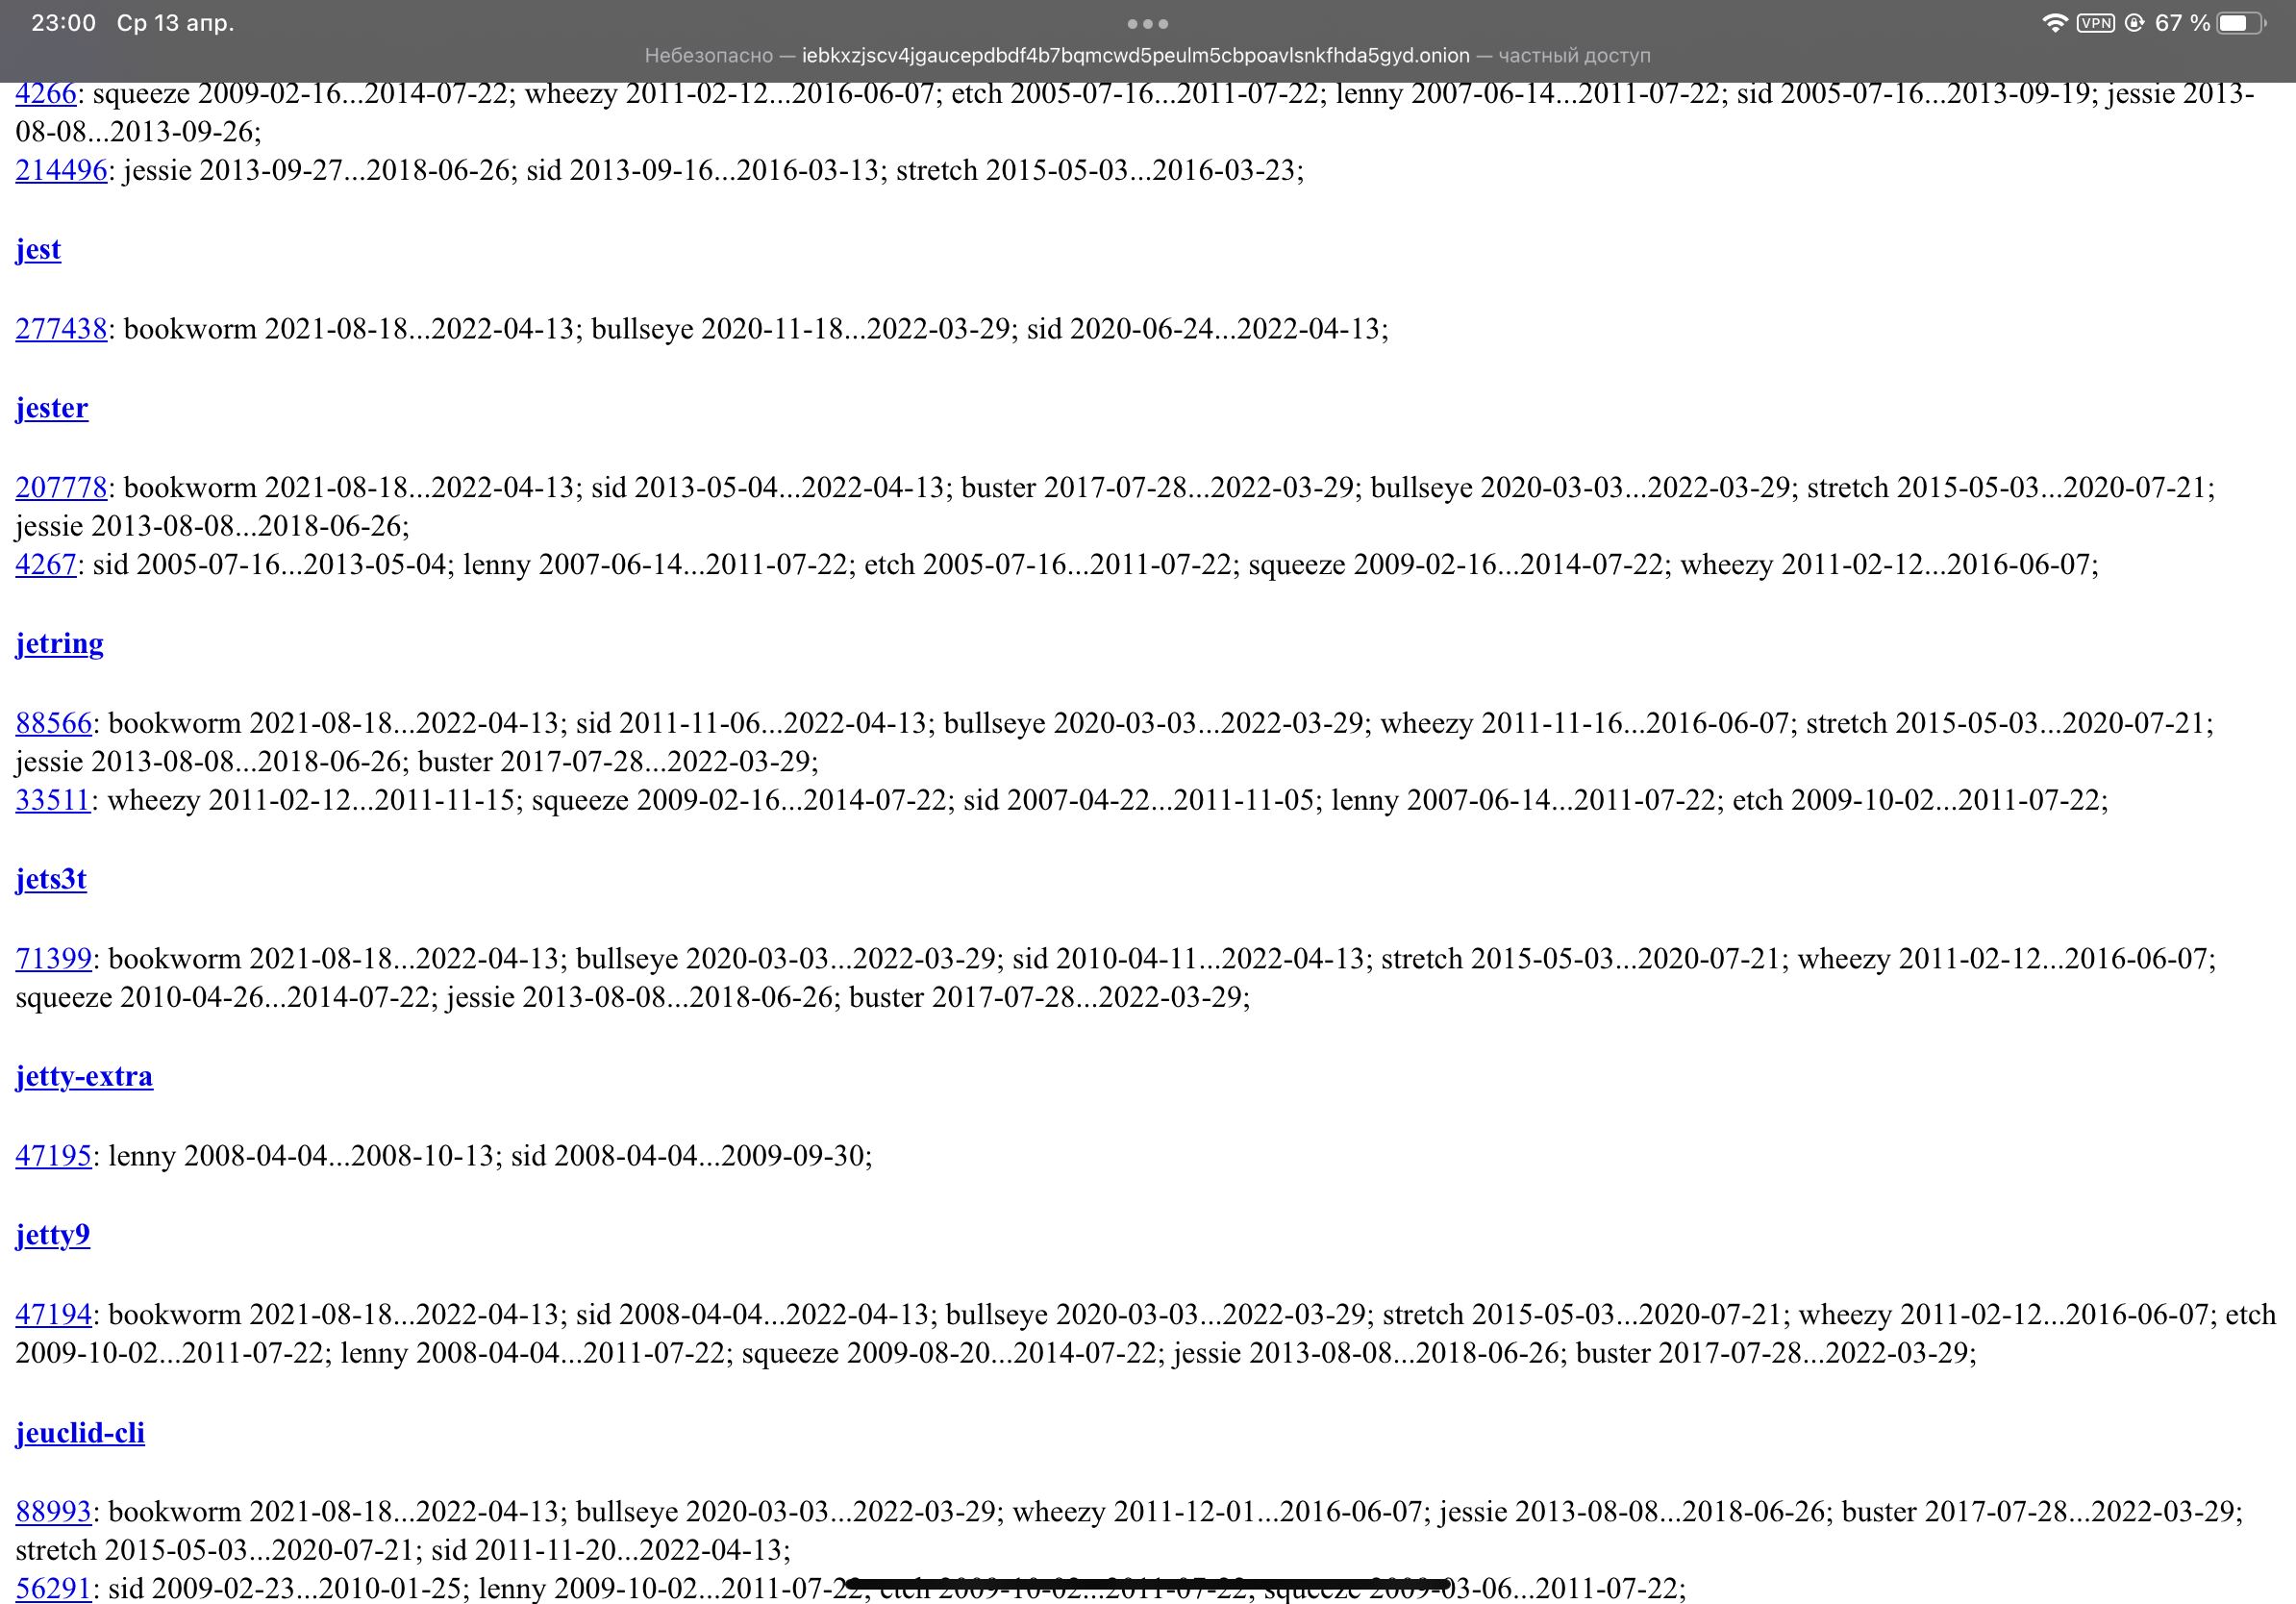 23:00 Ср 13 апр.
VPN 67 %
Небезопасно — iebkxzjscv4jgaucepdbdf4b7bqmcwd5peulm5cbpoavlsnkfhda5gyd.onion — частный доступ
4266: squeeze 2009-02-16...2014-07-22; wheezy 2011-02-12...2016-06-07; etch 2005-07-16...2011-07-22; lenny 2007-06-14...2011-07-22; sid 2005-07-16...2013-09-19; jessie 2013-
08-08...2013-09-26;
214496: jessie 2013-09-27...2018-06-26; sid 2013-09-16...2016-03-13; stretch 2015-05-03...2016-03-23;
jest
277438: bookworm 2021-08-18...2022-04-13; bullseye 2020-11-18...2022-03-29; sid 2020-06-24...2022-04-13;
jester
207778: bookworm 2021-08-18...2022-04-13; sid 2013-05-04...2022-04-13; buster 2017-07-28...2022-03-29; bullseye 2020-03-03...2022-03-29; stretch 2015-05-03...2020-07-21;
jessie 2013-08-08...2018-06-26;
4267: sid 2005-07-16...2013-05-04; lenny 2007-06-14...2011-07-22; etch 2005-07-16...2011-07-22; squeeze 2009-02-16...2014-07-22; wheezy 2011-02-12...2016-06-07;
jetring
88566: bookworm 2021-08-18...2022-04-13; sid 2011-11-06...2022-04-13; bullseye 2020-03-03...2022-03-29; wheezy 2011-11-16...2016-06-07; stretch 2015-05-03...2020-07-21;
jessie 2013-08-08...2018-06-26; buster 2017-07-28...2022-03-29;
33511: wheezy 2011-02-12...2011-11-15; squeeze 2009-02-16...2014-07-22; sid 2007-04-22...2011-11-05; lenny 2007-06-14...2011-07-22; etch 2009-10-02...2011-07-22;
jets3t
71399: bookworm 2021-08-18...2022-04-13; bullseye 2020-03-03...2022-03-29; sid 2010-04-11...2022-04-13; stretch 2015-05-03...2020-07-21; wheezy 2011-02-12...2016-06-07;
squeeze 2010-04-26...2014-07-22; jessie 2013-08-08...2018-06-26; buster 2017-07-28...2022-03-29;
jetty-extra
47195: lenny 2008-04-04...2008-10-13; sid 2008-04-04...2009-09-30;
jetty9
47194: bookworm 2021-08-18...2022-04-13; sid 2008-04-04...2022-04-13; bullseye 2020-03-03...2022-03-29; stretch 2015-05-03...2020-07-21; wheezy 2011-02-12...2016-06-07; etch
2009-10-02...2011-07-22; lenny 2008-04-04...2011-07-22; squeeze 2009-08-20...2014-07-22; jessie 2013-08-08...2018-06-26; buster 2017-07-28...2022-03-29;
jeuclid-cli
88993: bookworm 2021-08-18...2022-04-13; bullseye 2020-03-03...2022-03-29; wheezy 2011-12-01...2016-06-07; jessie 2013-08-08...2018-06-26; buster 2017-07-28...2022-03-29;
stretch 2015-05-03...2020-07-21; sid 2011-11-20...2022-04-13;
56291: sid 2009-02-23...2010-01-25; lenny 2009-10-02...2011-07-22; etch 2009-10-02...2011-07-22; squeeze 2009-03-06...2011-07-22;